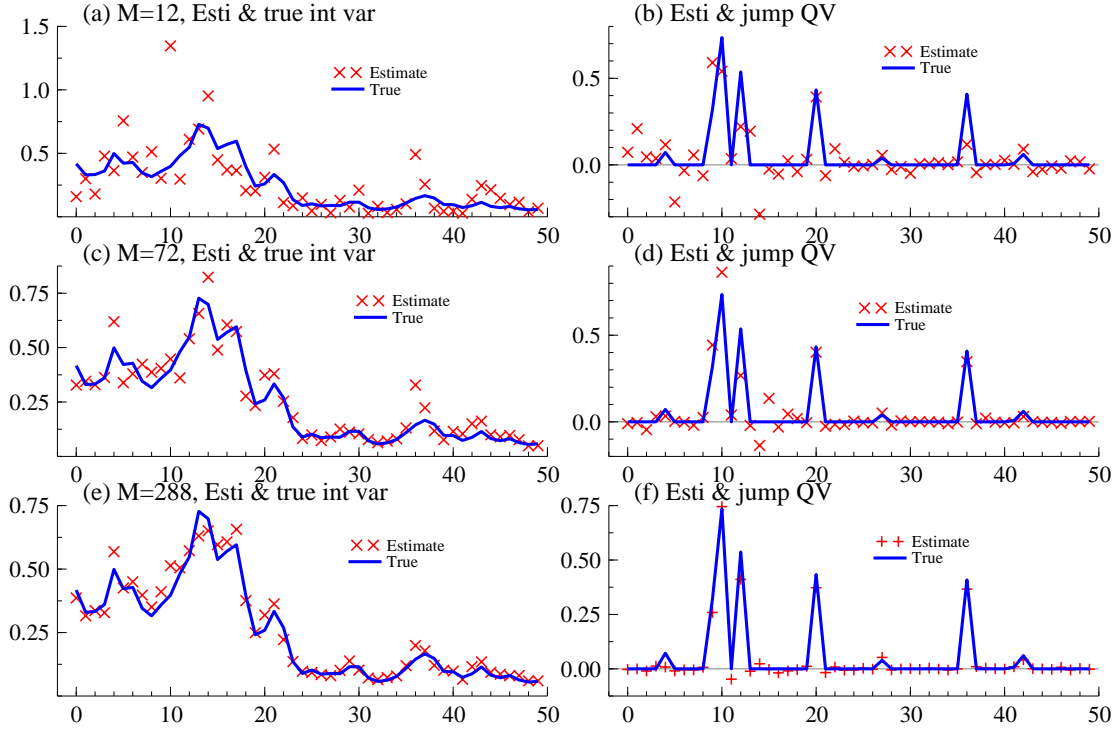 (a) M=12, Esti & true int var
1.5
1.0
0.5
Estimate
True
0 10 20 30 40 50
(b) Esti & jump QV
0.5
0.0
Estimate
True
0 10 20 30 40 50
(c) M=72, Esti & true int var
0.75
0.50
0.25
Estimate
True
0 10 20 30 40 50
(d) Esti & jump QV
0.5
0.0
Estimate
True
0 10 20 30 40 50
(e) M=288, Esti & true int var
0.75
0.50
0.25
Estimate
True
0 10 20 30 40 50
(f) Esti & jump QV
0.75
0.50
0.25
0.00
Estimate
True
0 10 20 30 40 50